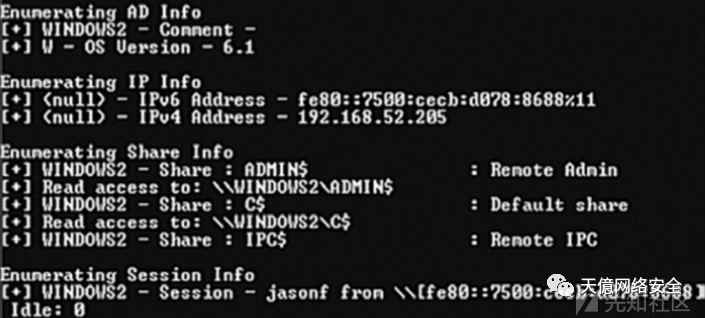 Enumerating AD Info
[+] WINDOWS2 - Comment -
[+] W - OS Version - 6.1
Enumerating IP Info
[+] (null) - IPv6 Address - fe80::7500:cecb:d078:8688%11
[+] (null) - IPv4 Address - 192.168.52.205
Enumerating Share Info
[+] WINDOWS2 - Share : ADMIN$ : Remote Admin
[+] Read access to: \\WINDOWS2\ADMIN$
[+] WINDOWS2 - Share : C$ : Default share
[+] Read access to: \\WINDOWS2\C$
[+] WINDOWS2 - Share : IPC$ : Remote IPC
Enumerating Session Info
[+] WINDOWS2 - Session - jasonf from \\[fe80::7500:
Idle: 0
天億网络安全
先知社区